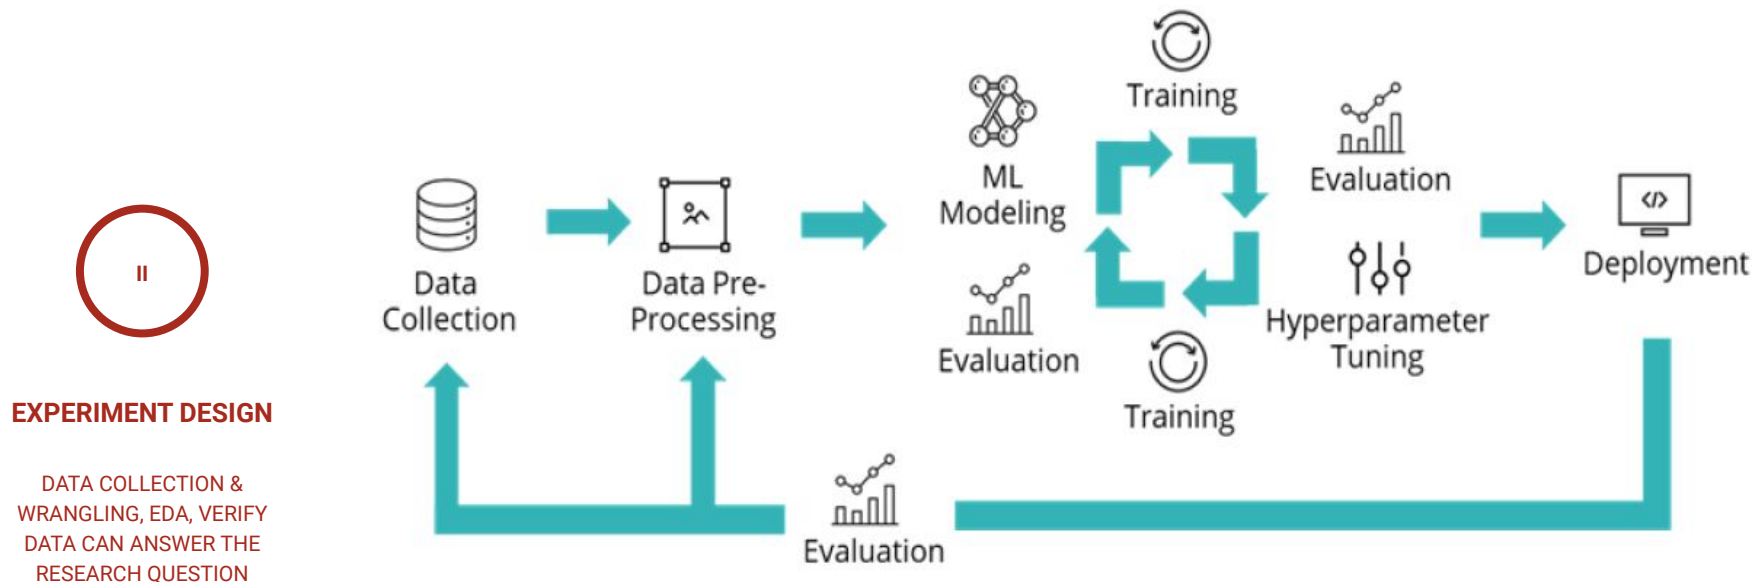 II
EXPERIMENT DESIGN
DATA COLLECTION &
WRANGLING, EDA, VERIFY
DATA CAN ANSWER THE
RESEARCH QUESTION
Data
Collection
Data Pre-
Processing
ML
Modeling
Training
Evaluation
Hyperparameter
Tuning
Training
Evaluation
</>
Deployment
Evaluation